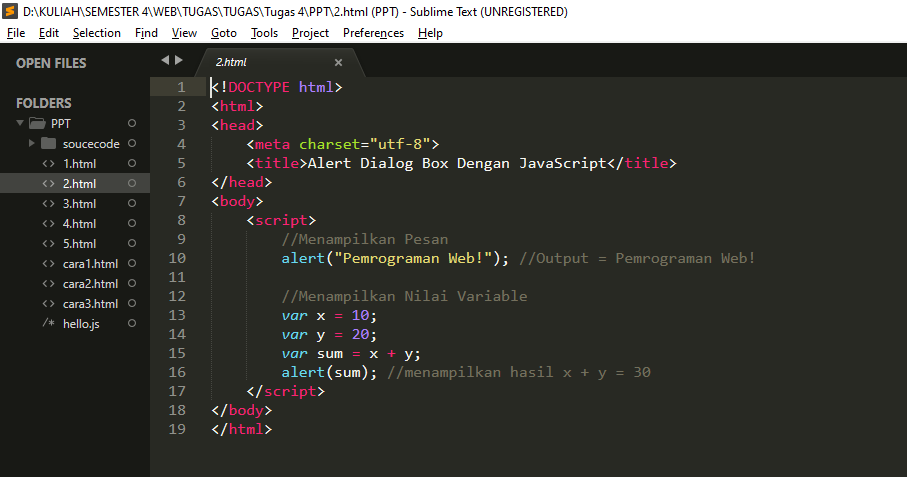 D:\KULIAH\SEMESTER 4\WEB\TUGAS\TUGAS\Tugas 4\PPT\2.html (PPT) - Sublime Text (UNREGISTERED)
File Edit Selection Find View Goto Tools Project Preferences Help
OPEN FILES
FOLDERS
PPT
soucecode
1.html
2.html
3.html
4.html
5.html
cara1.html
cara2.html
cara3.html
/* hello.js
2.html ×
1 <!DOCTYPE html>
2 <html>
3 <head>
4     <meta charset="utf-8">
5     <title>Alert Dialog Box Dengan JavaScript</title>
6 </head>
7 <body>
8     <script>
9         //Menampilkan Pesan
10         alert("Pemrograman Web!"); //Output = Pemrograman Web!
11
12         //Menampilkan Nilai Variable
13         var x = 10;
14         var y = 20;
15         var sum = x + y;
16         alert(sum); //menampilkan hasil x + y = 30
17     </script>
18 </body>
19 </html>